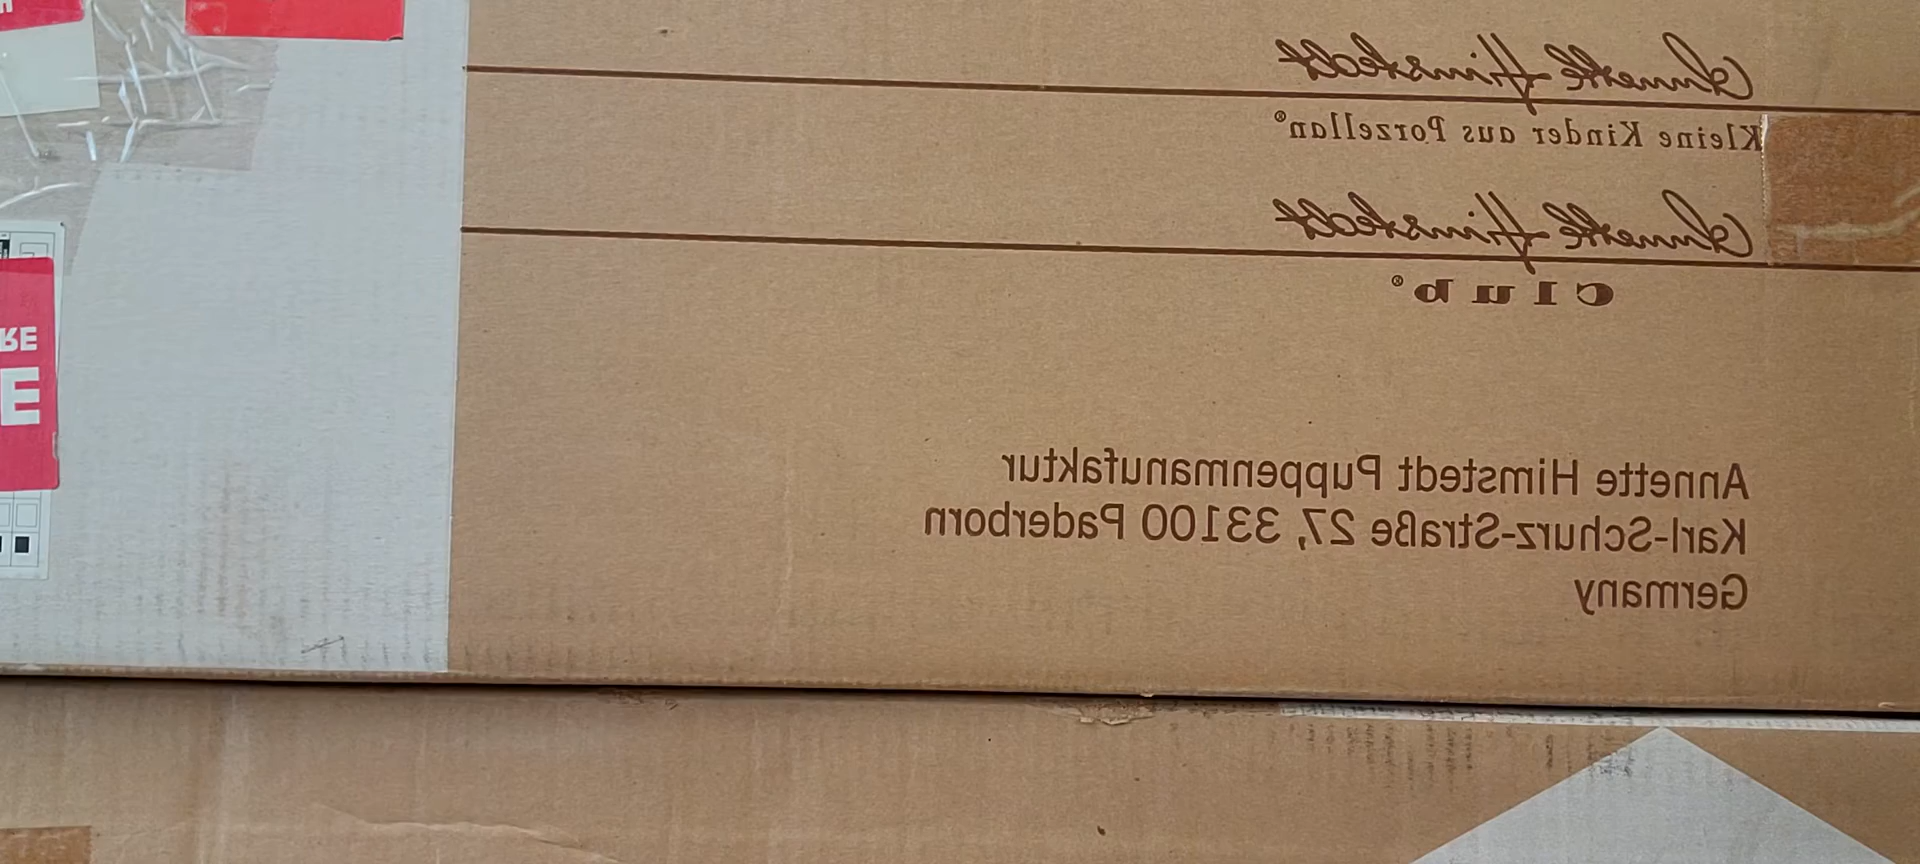 Annette Himstedt
Kleine Kinder aus Porzellan®
Annette Himstedt
club®
Annette Himstedt Puppenmanufaktur
Karl-Schurz-Straße 27, 33100 Paderborn
Germany
RE
E